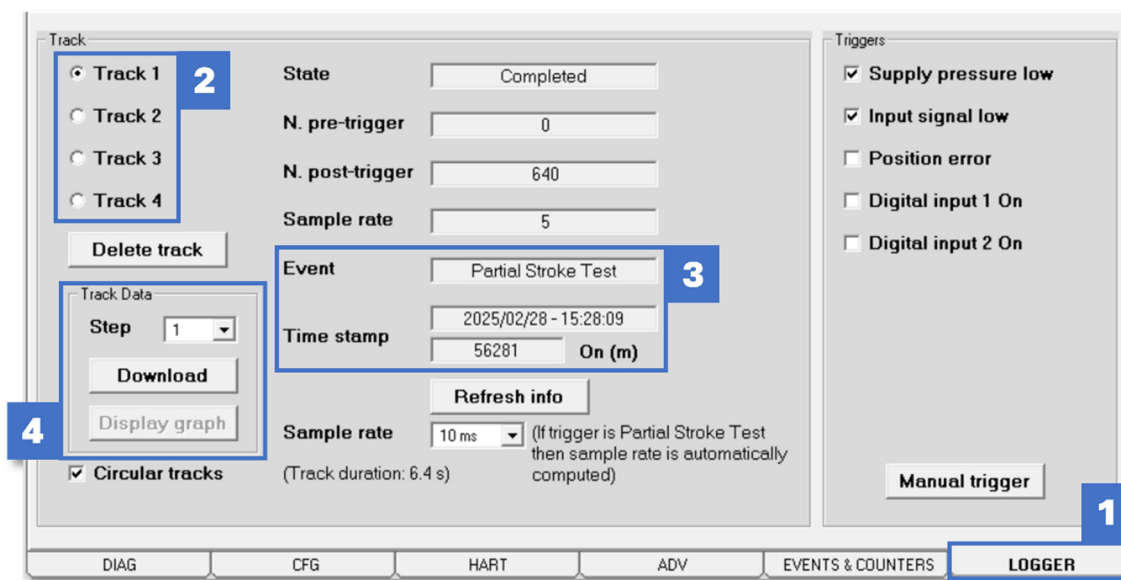 Track
Track 1
2
Track 2
Track 3
Track 4
Delete track
Track Data
Step 1
Download
Display graph
4
Circular tracks
State Completed
N. pre-trigger 0
N. post-trigger 640
Sample rate 5
Event Partial Stroke Test
3
Time stamp 2025/02/28 - 15:28:09
56281 On (m)
Refresh info
Sample rate 10 ms (If trigger is Partial Stroke Test
then sample rate is automatically
(Track duration: 6.4 s) computed)
Triggers
Supply pressure low
Input signal low
Position error
Digital input 1 On
Digital input 2 On
Manual trigger
1
DIAG CFG HART ADV EVENTS & COUNTERS LOGGER